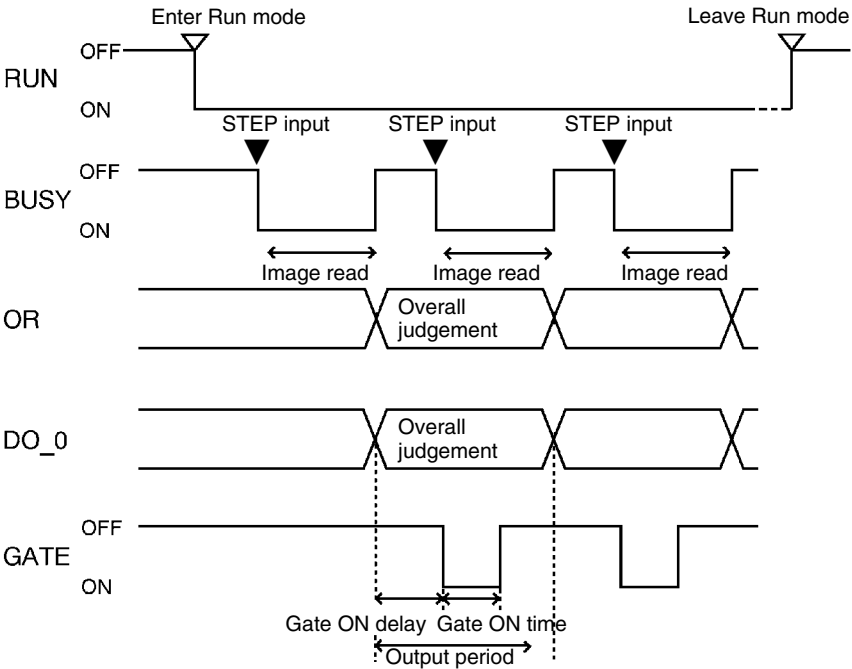 Enter Run mode
Leave Run mode
OFF
RUN
ON
STEP input
STEP input
STEP input
OFF
BUSY
ON
Image read
Image read
Image read
OR
Overall
judgement
DO_0
Overall
judgement
OFF
GATE
ON
Gate ON delay
Gate ON time
Output period